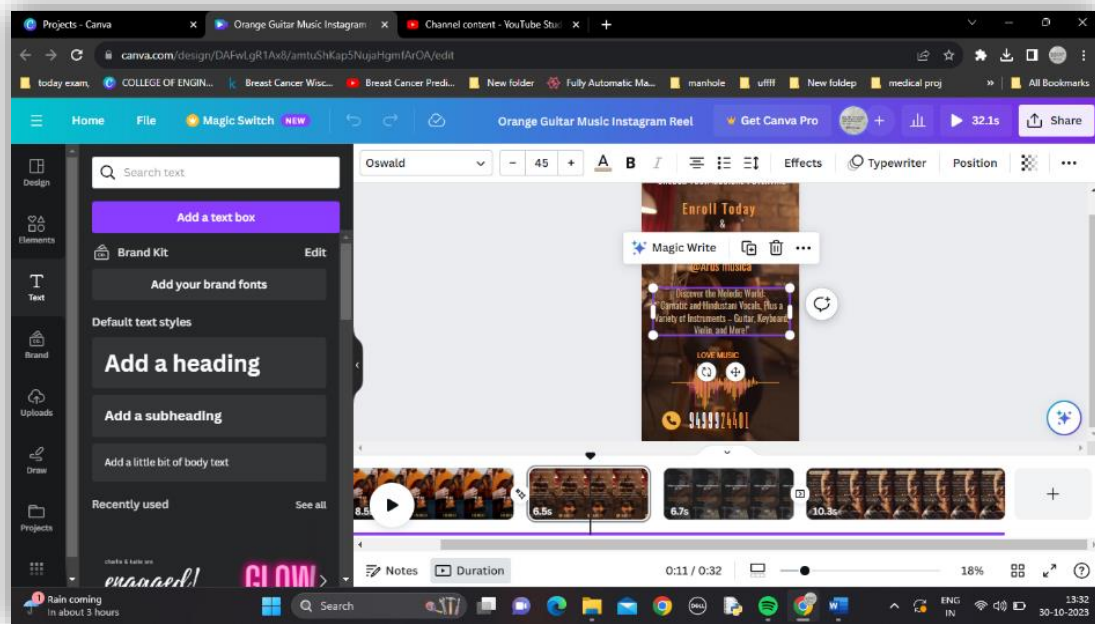 Projects - Canva
Orange Guitar Music Instagram
Channel content - YouTube Stud
canva.com/design/DAFwLgR1Ax8/amtuShKap5NujaHgmfArOA/edit
today exam,
COLLEGE OF ENGIN...
Breast Cancer Wisc...
Breast Cancer Predi...
New folder
Fully Automatic Ma...
manhole
uffff
New foldep
medical proj
All Bookmarks
Home
File
Magic Switch NEW
Orange Guitar Music Instagram Reel
Get Canva Pro
32.1s
Share
Design
Elements
Text
Brand
Uploads
Draw
Projects
Search text
Add a text box
Brand Kit
Edit
Add your brand fonts
Default text styles
Add a heading
Add a subheading
Add a little bit of body text
Recently used
See all
engaged!
GLOW
Oswald
- 45 +
A B I
Effects
Typewriter
Position
Enroll Today
&
Magic Write
Discover the Melodic World:
Carnatic and Hindustani Vocals, Plus a
Variety of Instruments – Guitar, Keyboard,
Violin, and More!"
LOVE MUSIC
8.5s
6.5s
6.7s
10.3s
Notes
Duration
0:11 / 0:32
18%
1
Rain coming
In about 3 hours
Search
DELL
ENG
IN
13:32
30-10-2023